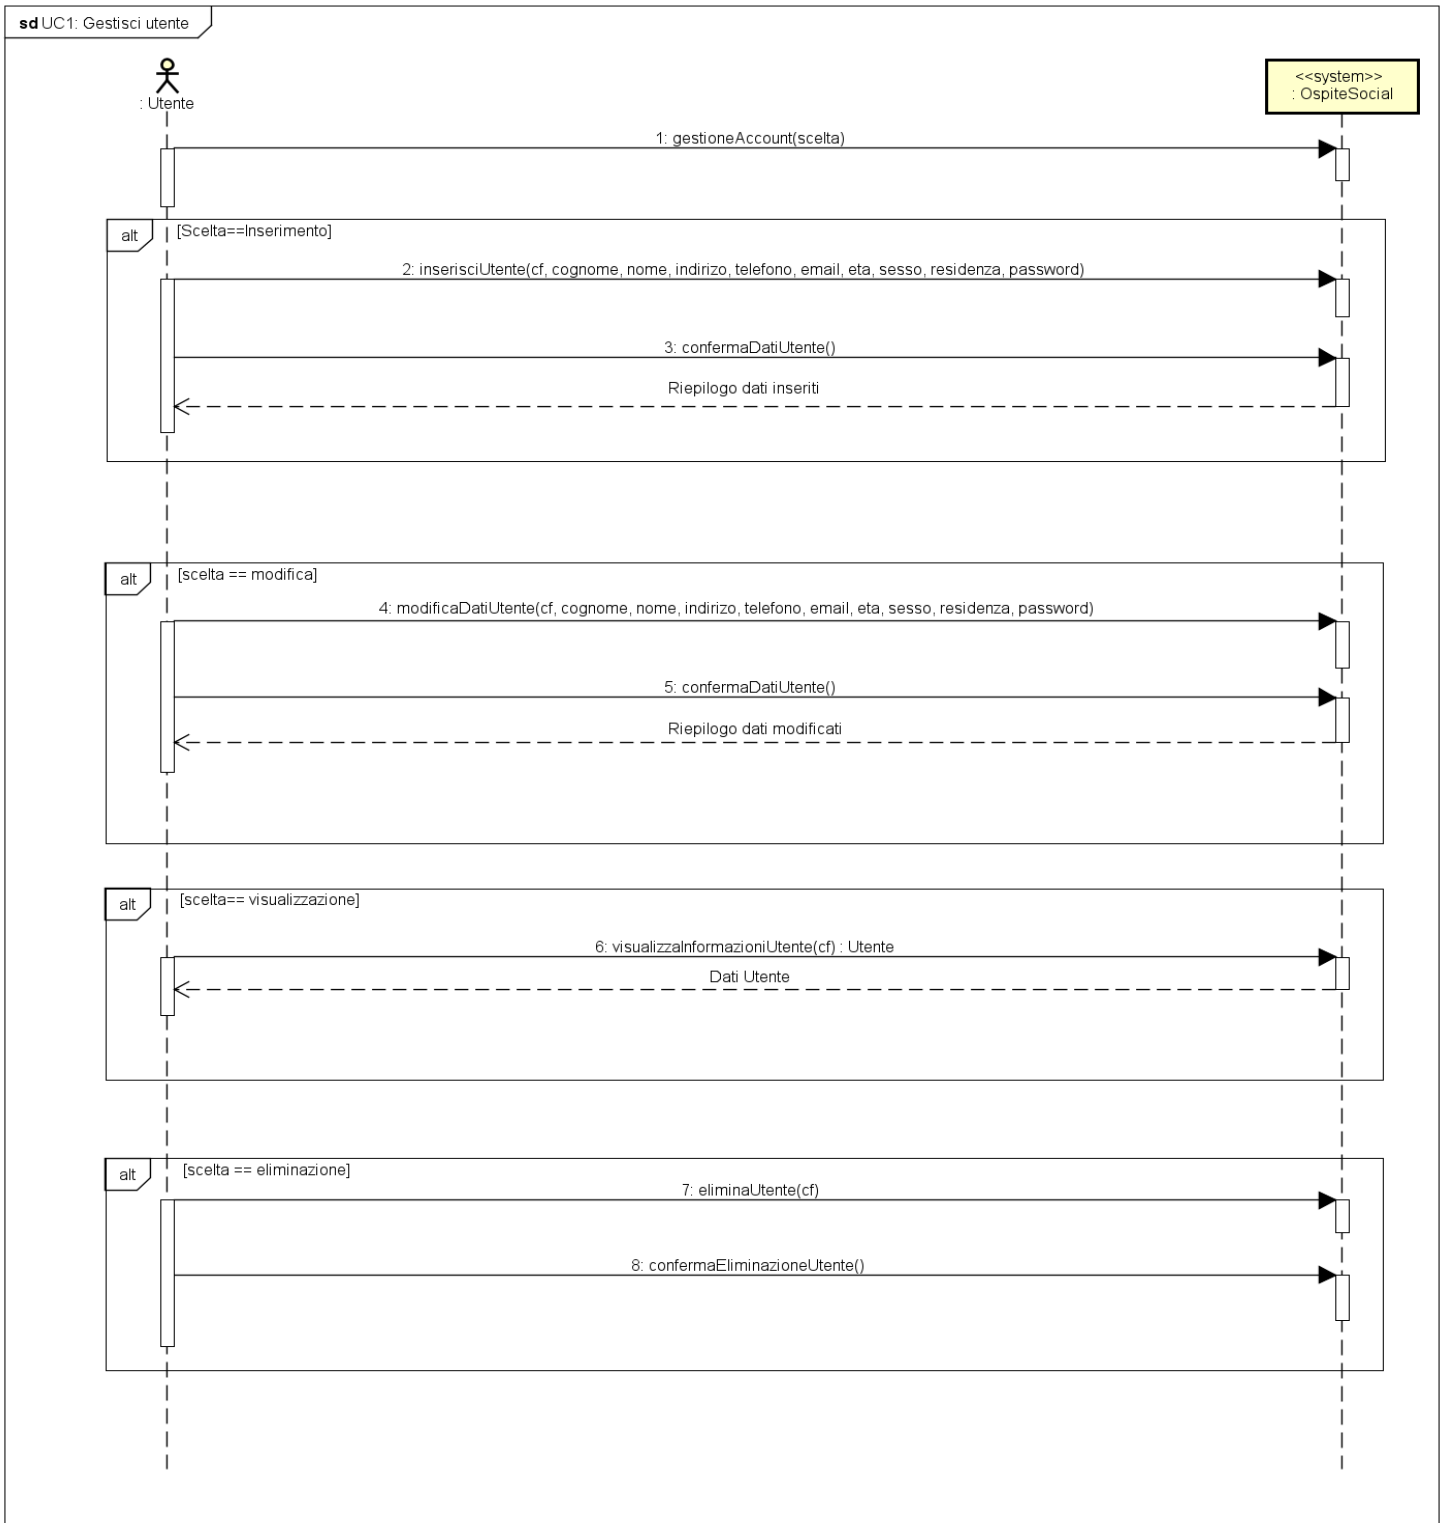 sd UC1: Gestisci utente
<<system>>
: OspiteSocial
: Utente
1: gestioneAccount(scelta)
alt
[Scelta==Inserimento]
2: inserisciUtente(cf, cognome, nome, indirizo, telefono, email, eta, sesso, residenza, password)
3: confermaDatiUtente()
Riepilogo dati inseriti
alt
[scelta == modifica]
4: modificaDatiUtente(cf, cognome, nome, indirizo, telefono, email, eta, sesso, residenza, password)
5: confermaDatiUtente()
Riepilogo dati modificati
alt
[scelta== visualizzazione]
6: visualizzaInformazioniUtente(cf) : Utente
Dati Utente
alt
[scelta == eliminazione]
7: eliminaUtente(cf)
8: confermaEliminazioneUtente()